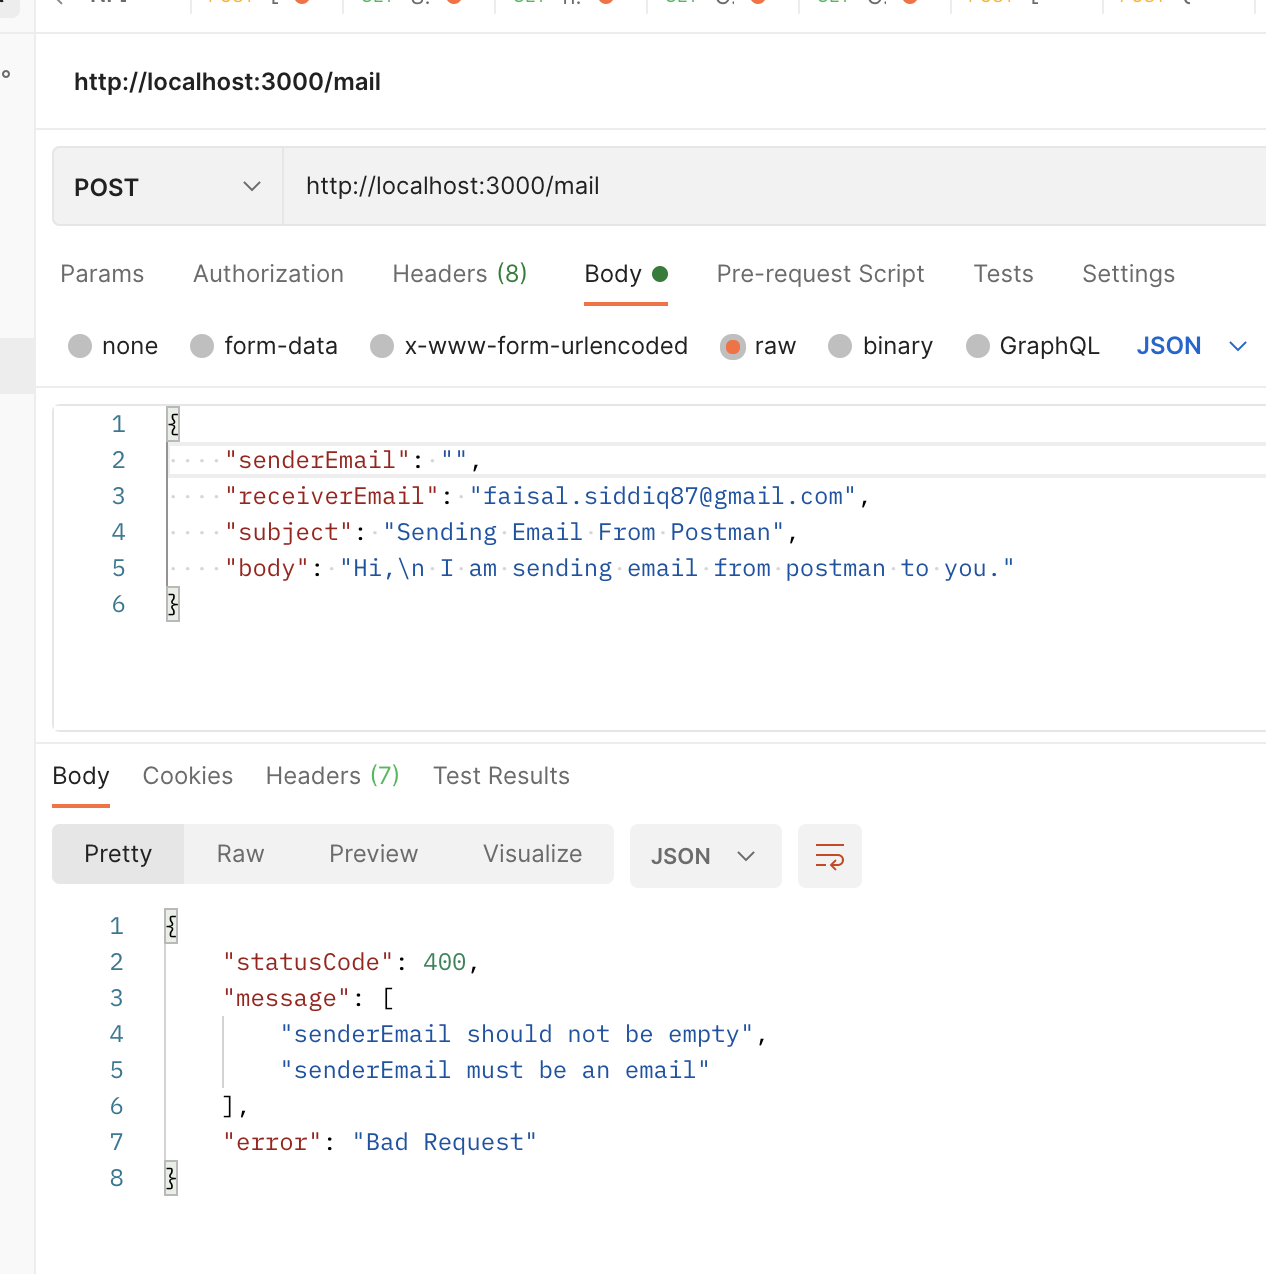 http://localhost:3000/mail
POST http://localhost:3000/mail
Params Authorization Headers (8) Body Pre-request Script Tests Settings
none form-data x-www-form-urlencoded raw binary GraphQL JSON
1 {
2 "senderEmail": "",
3 "receiverEmail": "faisal.siddiq87@gmail.com",
4 "subject": "Sending Email From Postman",
5 "body": "Hi,\n I am sending email from postman to you."
6 }
Body Cookies Headers (7) Test Results
Pretty Raw Preview Visualize JSON
1 {
2 "statusCode": 400,
3 "message": [
4 "senderEmail should not be empty",
5 "senderEmail must be an email"
6 ],
7 "error": "Bad Request"
8 }